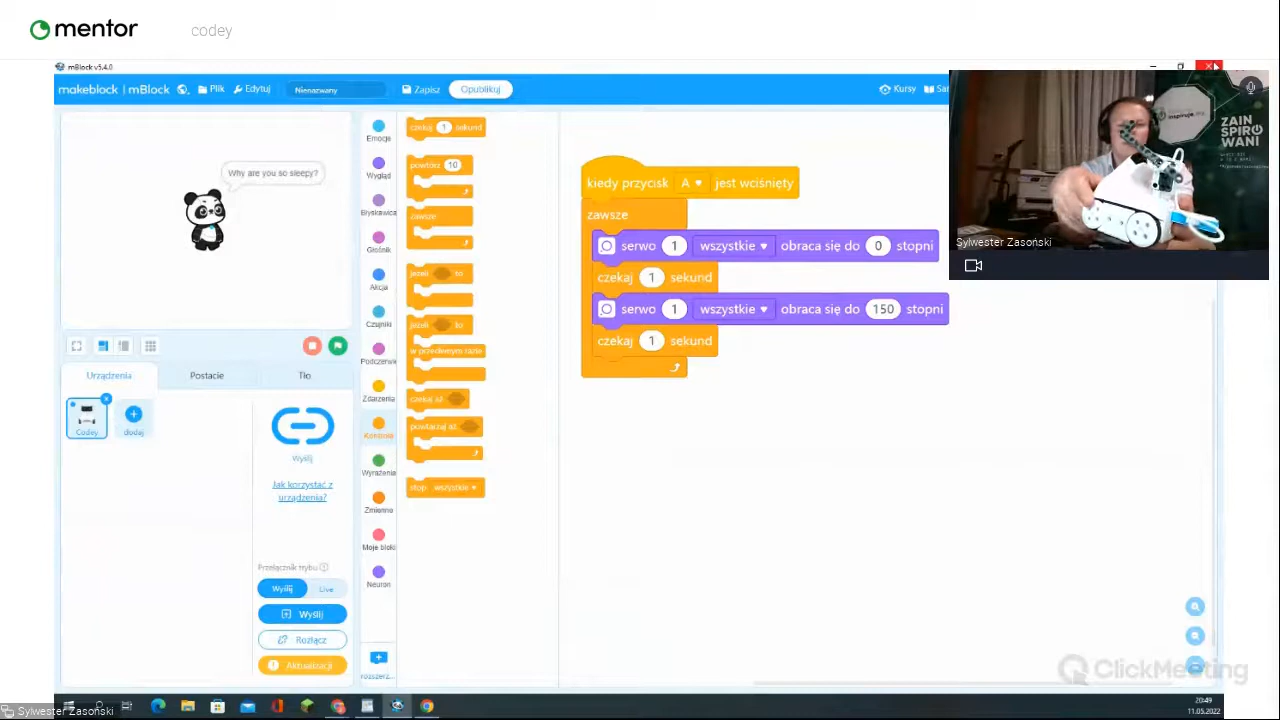 mentor
codey
mBlock v5.4.0
makeblock | mBlock
Plik
Edytuj
Nienazwany
Zapisz
Opublikuj
Kursy
Why are you so sleepy?
Emocje
Wygląd
Błyskawica
Głośnik
Akcja
Czujniki
Podczerwi
Zdarzenia
Kontrola
Wyrażenia
Zmienne
Moje bloki
Neuron
rozszerz...
czekaj 1 sekund
powtórz 10
zawsze
jeżeli to
jeżeli to
w przeciwnym razie
czekaj aż
powtarzaj aż
stop wszystkie
kiedy przycisk A jest wciśnięty
zawsze
serwo 1 wszystkie obraca się do 0 stopni
czekaj 1 sekund
serwo 1 wszystkie obraca się do 150 stopni
czekaj 1 sekund
inspiruje
ZAIN
SPIRO
WANI
Sylwester Zasoński
Urządzenia
Postacie
Tło
Codey
dodaj
Wyślij
Jak korzystać z
urządzenia?
Przełącznik trybu
Wyślij
Live
Wyślij
Rozłącz
Aktualizacji
ClickMeeting
Sylwester Zasoński
20:49
11.05.2022